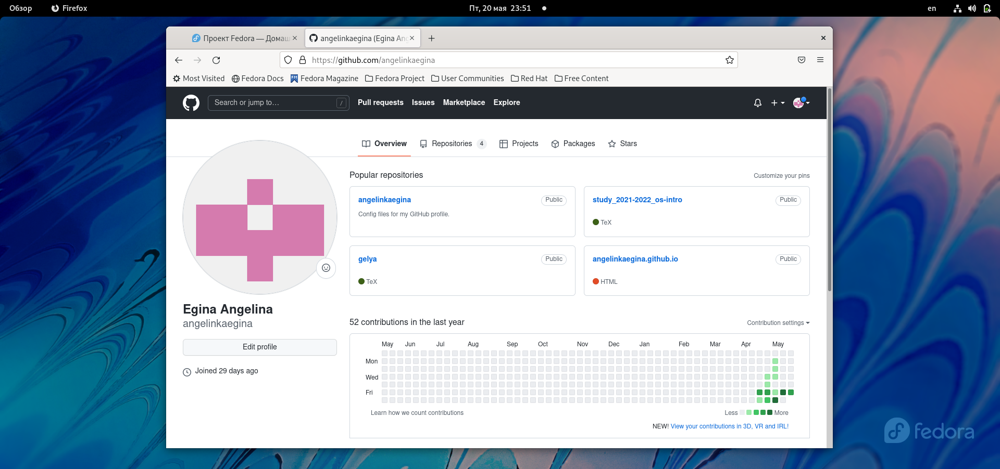 Обзор Firefox Пт, 20 мая 23:51 en
Проект Fedora — Домаш angelinkaegina (Egina Ang
https://github.com/angelinkaegina
Most Visited Fedora Docs Fedora Magazine Fedora Project User Communities Red Hat Free Content
Search or jump to… / Pull requests Issues Marketplace Explore
Overview Repositories 4 Projects Packages Stars
Popular repositories Customize your pins
angelinkaegina Public
Config files for my GitHub profile.
study_2021-2022_os-intro Public
TeX
gelya Public
TeX
angelinkaegina.github.io Public
HTML
Egina Angelina
angelinkaegina
Edit profile
Joined 29 days ago
52 contributions in the last year Contribution settings
May Jun Jul Aug Sep Oct Nov Dec Jan Feb Mar Apr May
Mon
Wed
Fri
Learn how we count contributions Less More
NEW! View your contributions in 3D, VR and IRL!
fedora